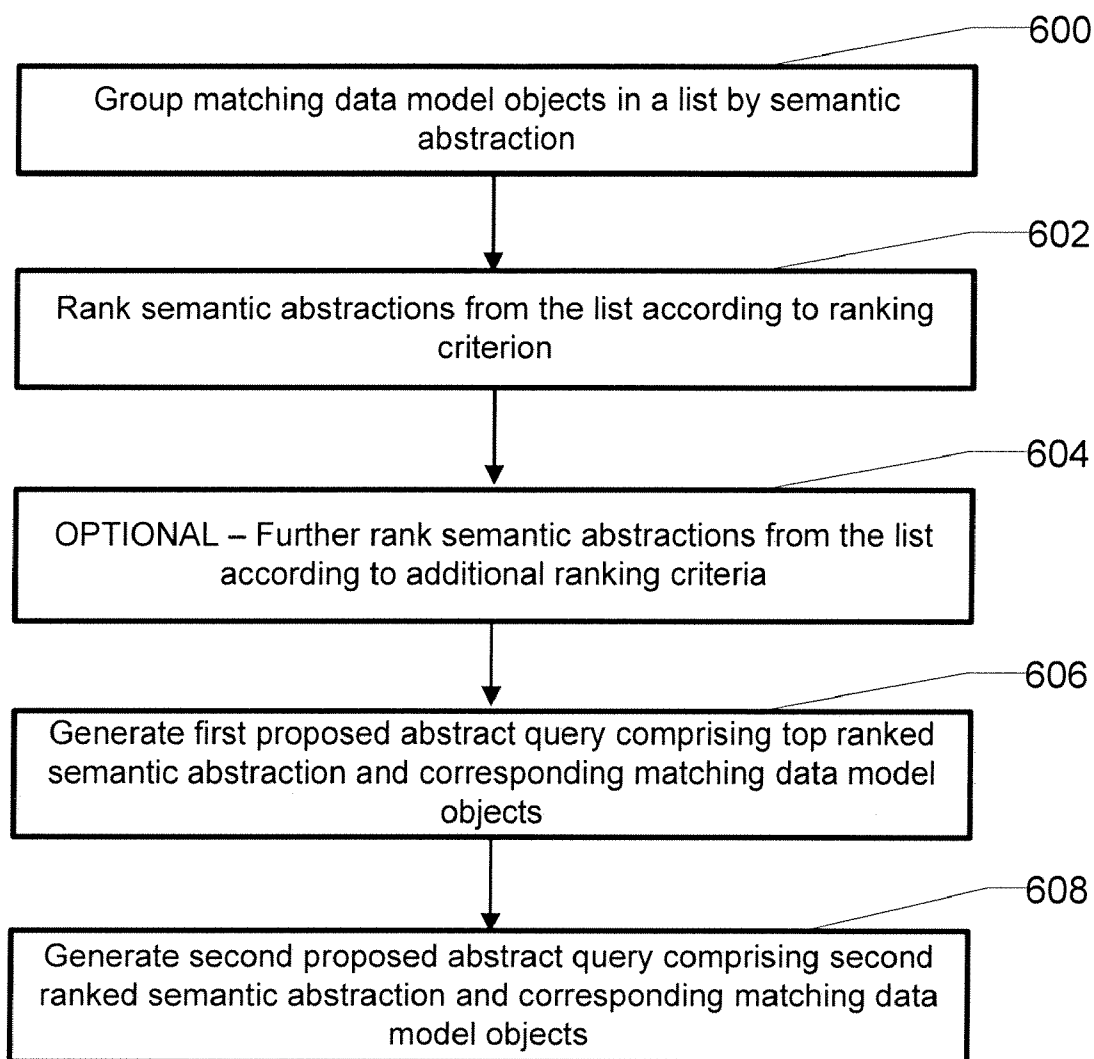 600
Group matching data model objects in a list by semantic
abstraction
602
Rank semantic abstractions from the list according to ranking
criterion
604
OPTIONAL – Further rank semantic abstractions from the list
according to additional ranking criteria
606
Generate first proposed abstract query comprising top ranked
semantic abstraction and corresponding matching data model
objects
608
Generate second proposed abstract query comprising second
ranked semantic abstraction and corresponding matching data
model objects